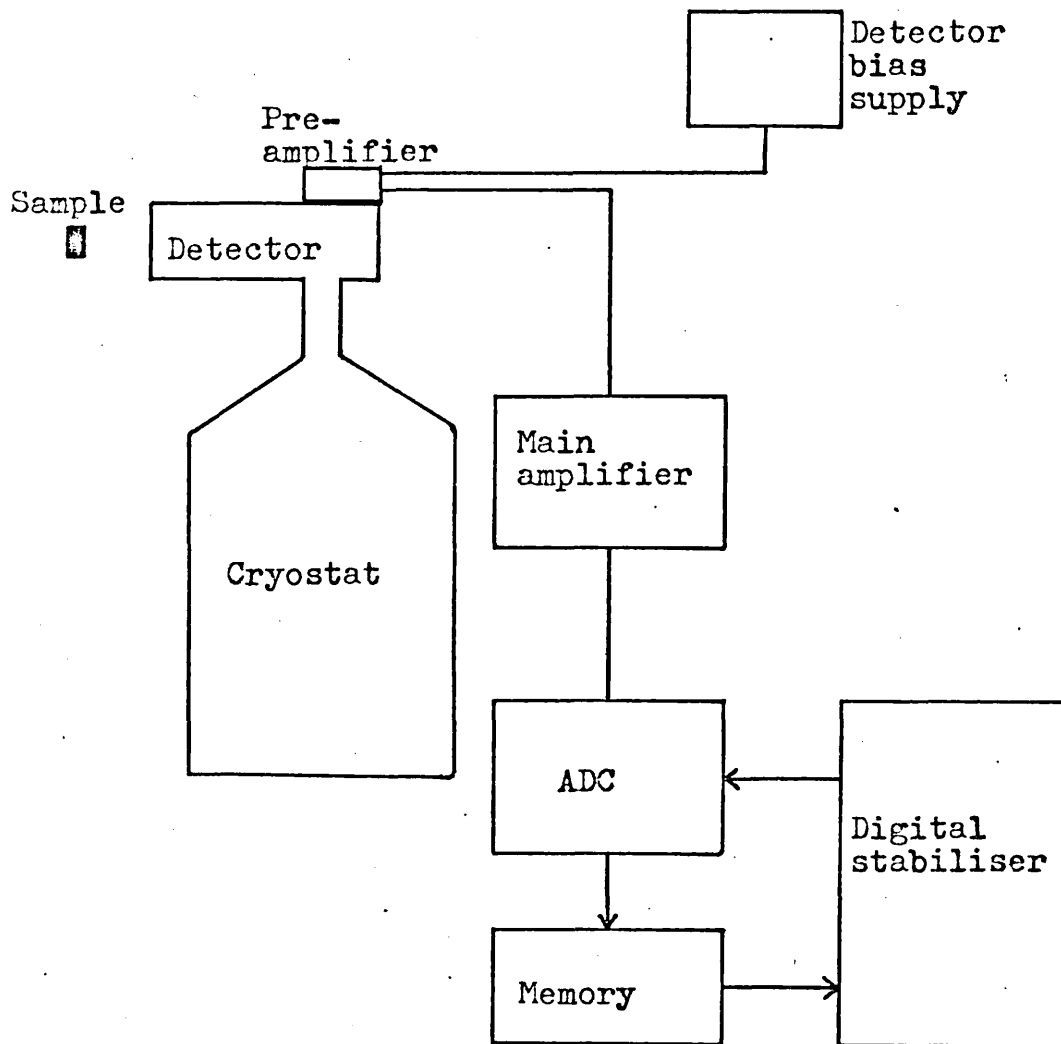 Detector
bias
supply
Pre-
amplifier
Sample
Detector
Main
amplifier
Cryostat
ADC
Digital
stabiliser
Memory